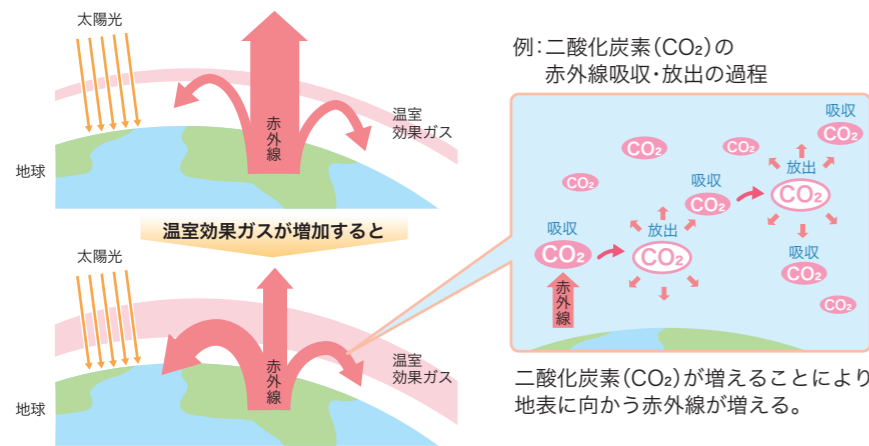 太陽光
赤外線
温室
効果ガス
地球
温室効果ガスが増加すると
太陽光
赤外線
温室
効果ガス
地球
例：二酸化炭素（CO₂）の
赤外線吸収・放出の過程
吸収
CO₂
CO₂
CO₂
放出
CO₂
吸収
CO₂
CO₂
吸収
放出
CO₂
吸収
CO₂
吸収
CO₂
赤外線
二酸化炭素（CO₂）が増えることにより
地表に向かう赤外線が増える。